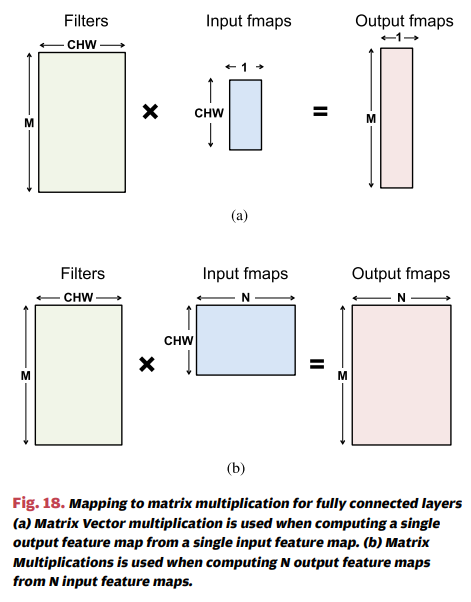 Filters Input fmaps Output fmaps
CHW 1 1
M CHW M
× =
(a)
Filters Input fmaps Output fmaps
CHW N N
M CHW M
× =
(b)
Fig. 18. Mapping to matrix multiplication for fully connected layers
(a) Matrix Vector multiplication is used when computing a single
output feature map from a single input feature map. (b) Matrix
Multiplications is used when computing N output feature maps
from N input feature maps.